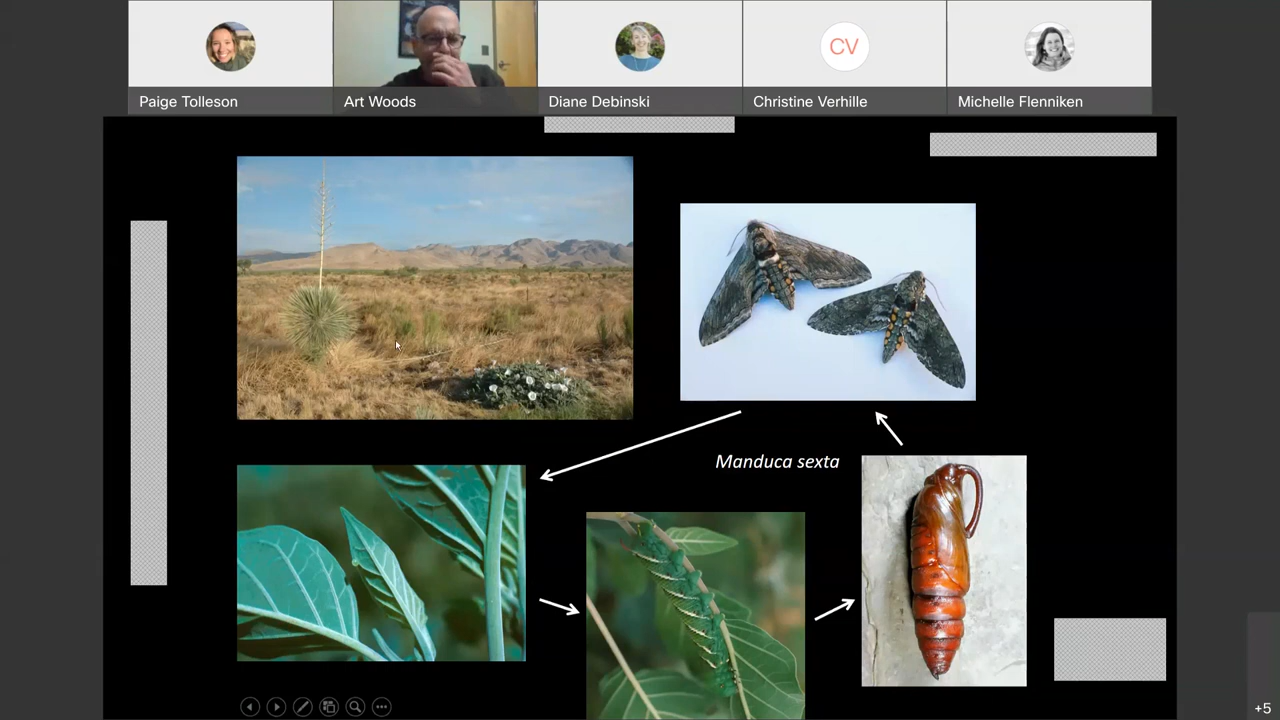 Paige Tolleson
Art Woods
Diane Debinski
CV
Christine Verhille
Michelle Flenniken
Manduca sexta
+5